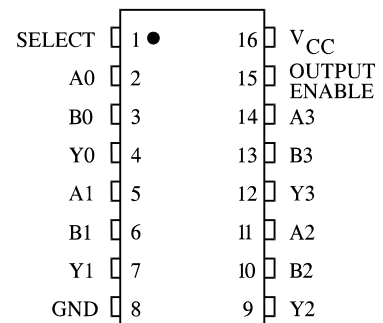 SELECT 1 16 VCC
A0 2 15 OUTPUT ENABLE
B0 3 14 A3
Y0 4 13 B3
A1 5 12 Y3
B1 6 11 A2
Y1 7 10 B2
GND 8 9 Y2